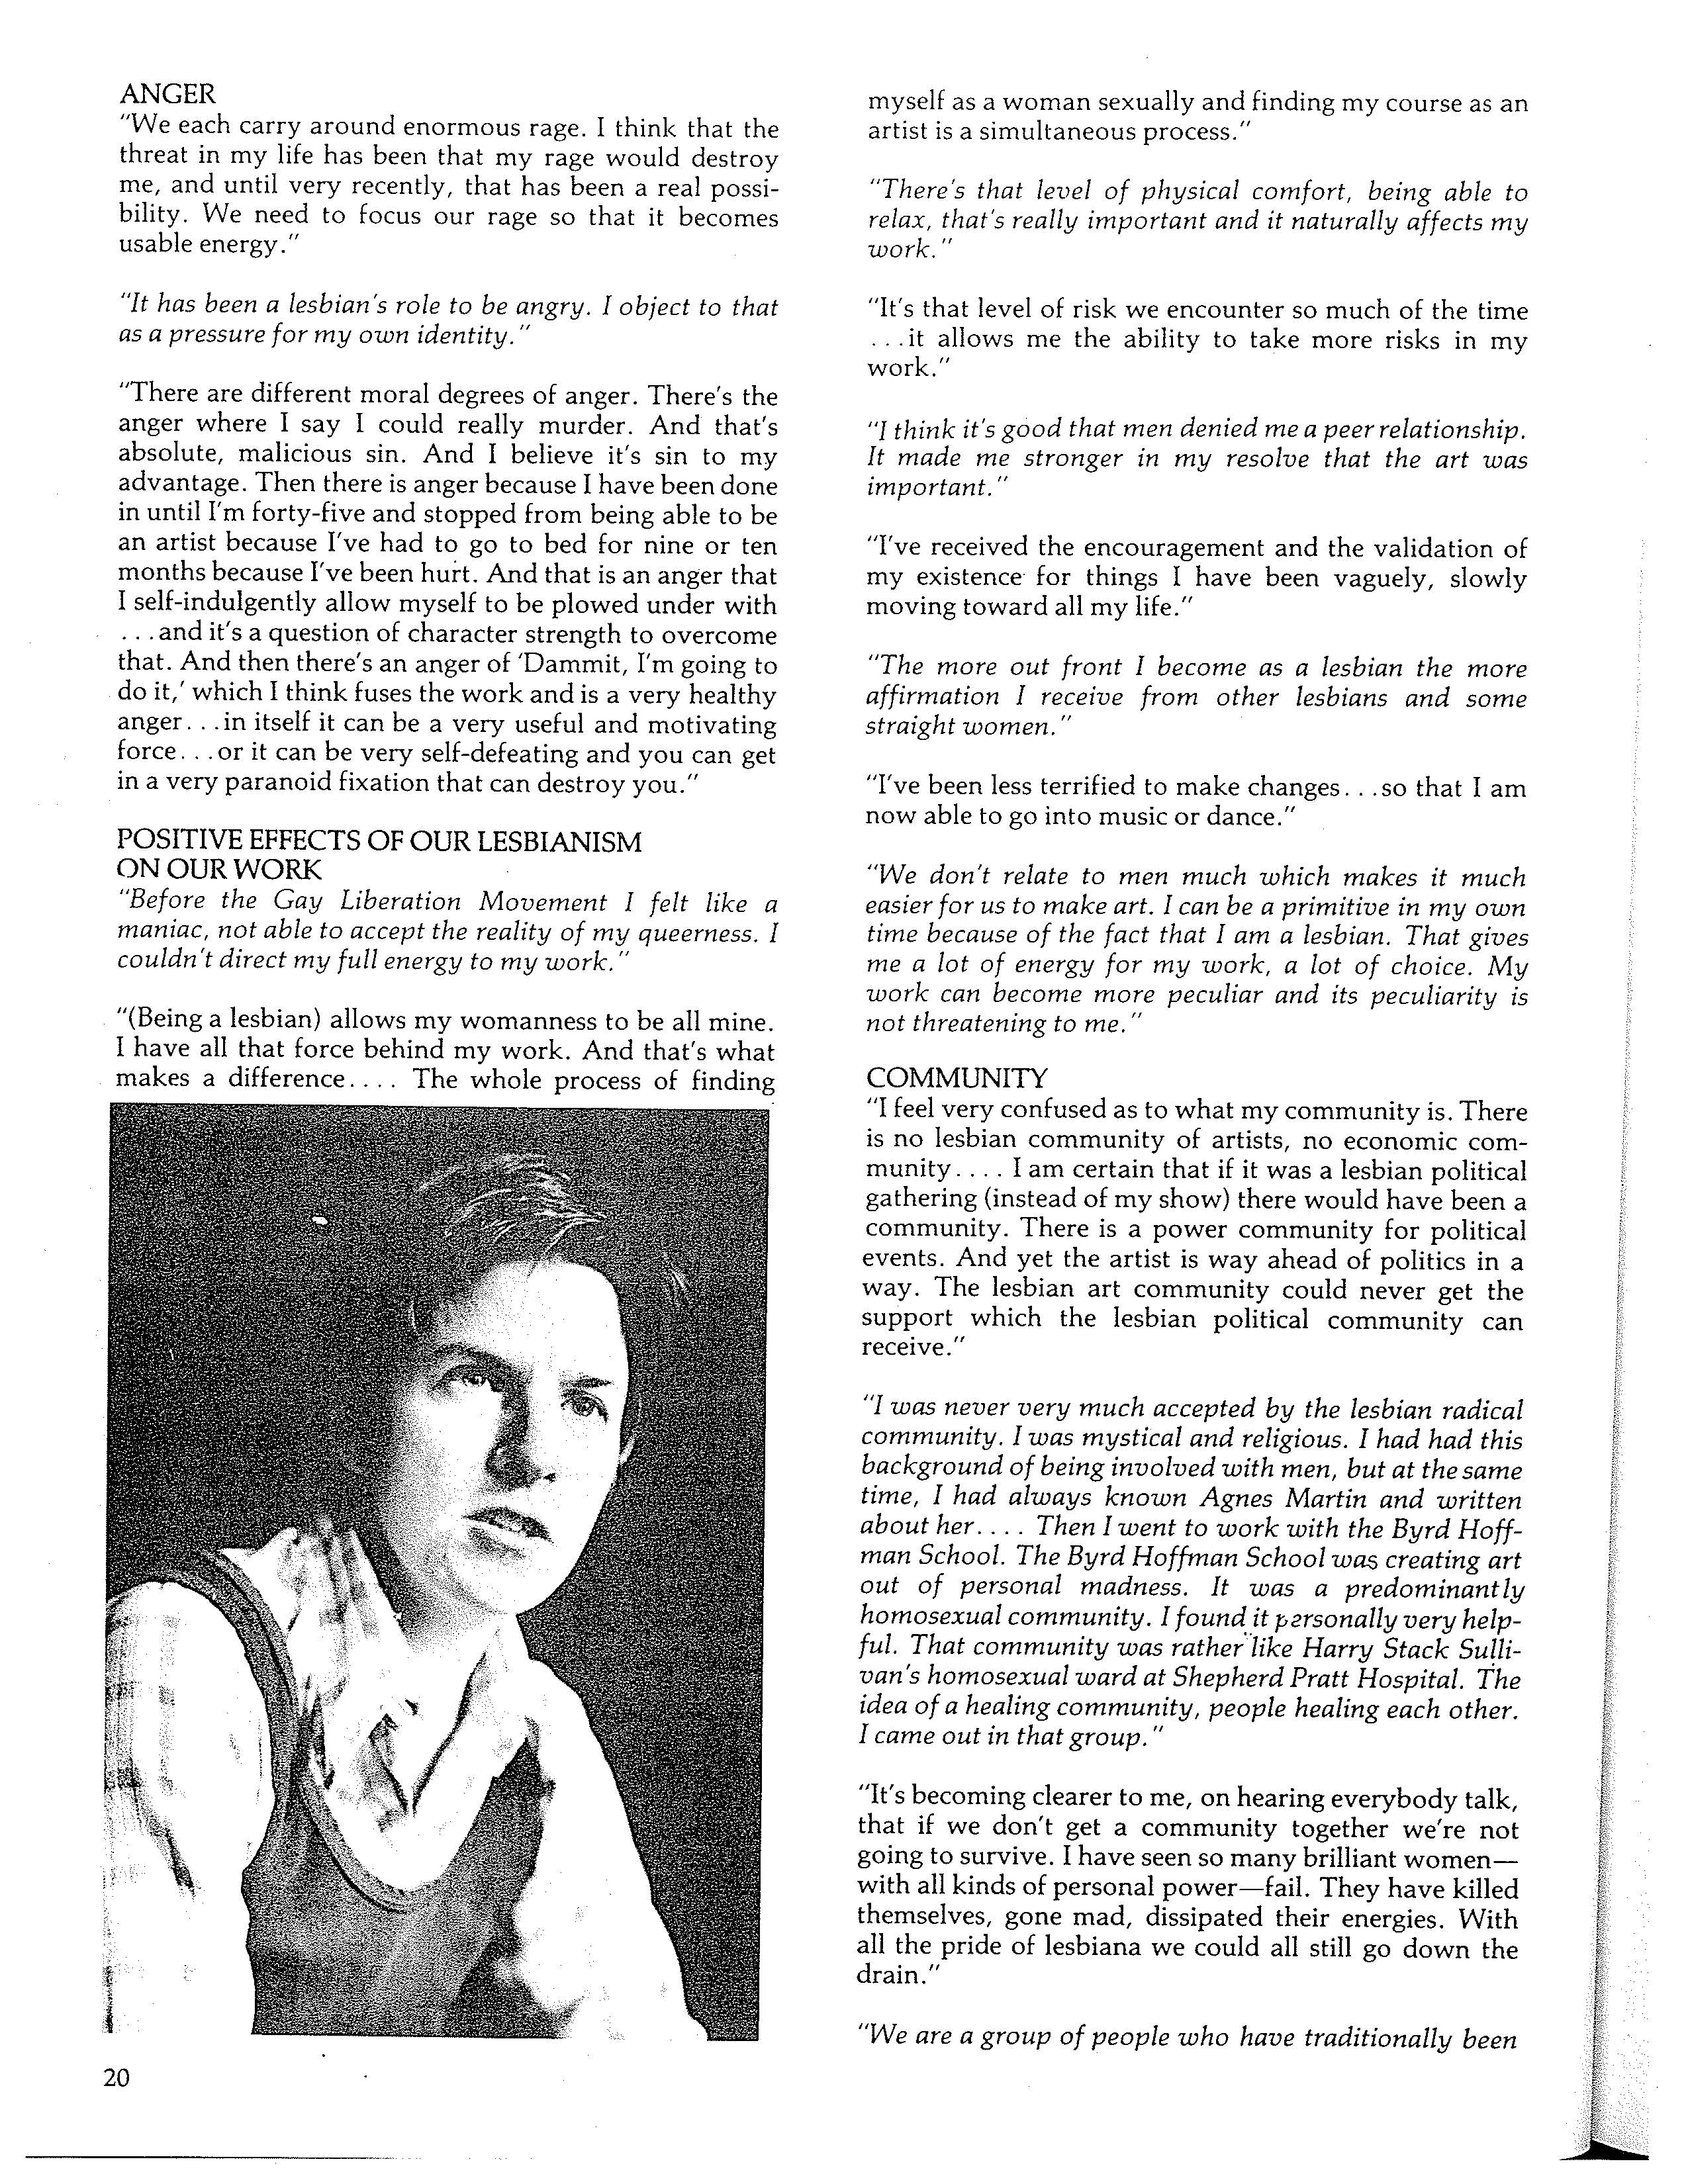 ANGER
"We each carry around enormous rage. I think that the
threat in my life has been that my rage would destroy
me, and until very recently, that has been a real possi-
bility. We need to focus our rage so that it becomes
usable energy."
"It has been a lesbian's role to be angry. I object to that
as a pressure for my own identity."
"There are different moral degrees of anger. There's the
anger where I say I could really murder. And that's
absolute, malicious sin. And I believe it's sin to my
advantage. Then there is anger because I have been done
in until I'm forty-five and stopped from being able to be
an artist because I've had to go to bed for nine or ten
months because I've been hurt. And that is an anger that
I self-indulgently allow myself to be plowed under with
...and it's a question of character strength to overcome
that. And then there's an anger of 'Dammit, I'm going to
do it,' which I think fuses the work and is a very healthy
anger...in itself it can be a very useful and motivating
force...or it can be very self-defeating and you can get
in a very paranoid fixation that can destroy you."
POSITIVE EFFECTS OF OUR LESBIANISM
ON OUR WORK
"Before the Gay Liberation Movement I felt like a
maniac, not able to accept the reality of my queerness. I
couldn't direct my full energy to my work."
"(Being a lesbian) allows my womanness to be all mine.
I have all that force behind my work. And that's what
makes a difference.... The whole process of finding
myself as a woman sexually and finding my course as an
artist is a simultaneous process."
"There's that level of physical comfort, being able to
relax, that's really important and it naturally affects my
work."
"It's that level of risk we encounter so much of the time
...it allows me the ability to take more risks in my
work."
"I think it's good that men denied me a peer relationship.
It made me stronger in my resolve that the art was
important."
"I've received the encouragement and the validation of
my existence for things I have been vaguely, slowly
moving toward all my life."
"The more out front I become as a lesbian the more
affirmation I receive from other lesbians and some
straight women."
"I've been less terrified to make changes...so that I am
now able to go into music or dance."
"We don't relate to men much which makes it much
easier for us to make art. I can be a primitive in my own
time because of the fact that I am a lesbian. That gives
me a lot of energy for my work, a lot of choice. My
work can become more peculiar and its peculiarity is
not threatening to me."
COMMUNITY
"I feel very confused as to what my community is. There
is no lesbian community of artists, no economic com-
munity.... I am certain that if it was a lesbian political
gathering (instead of my show) there would have been a
community. There is a power community for political
events. And yet the artist is way ahead of politics in a
way. The lesbian art community could never get the
support which the lesbian political community can
receive."
"I was never very much accepted by the lesbian radical
community. I was mystical and religious. I had had this
background of being involved with men, but at the same
time, I had always known Agnes Martin and written
about her.... Then I went to work with the Byrd Hoff-
man School. The Byrd Hoffman School was creating art
out of personal madness. It was a predominantly
homosexual community. I found it personally very help-
ful. That community was rather like Harry Stack Sulli-
van's homosexual ward at Shepherd Pratt Hospital. The
idea of a healing community, people healing each other.
I came out in that group."
"It's becoming clearer to me, on hearing everybody talk,
that if we don't get a community together we're not
going to survive. I have seen so many brilliant women—
with all kinds of personal power—fail. They have killed
themselves, gone mad, dissipated their energies. With
all the pride of lesbiana we could all still go down the
drain."
"We are a group of people who have traditionally been
20